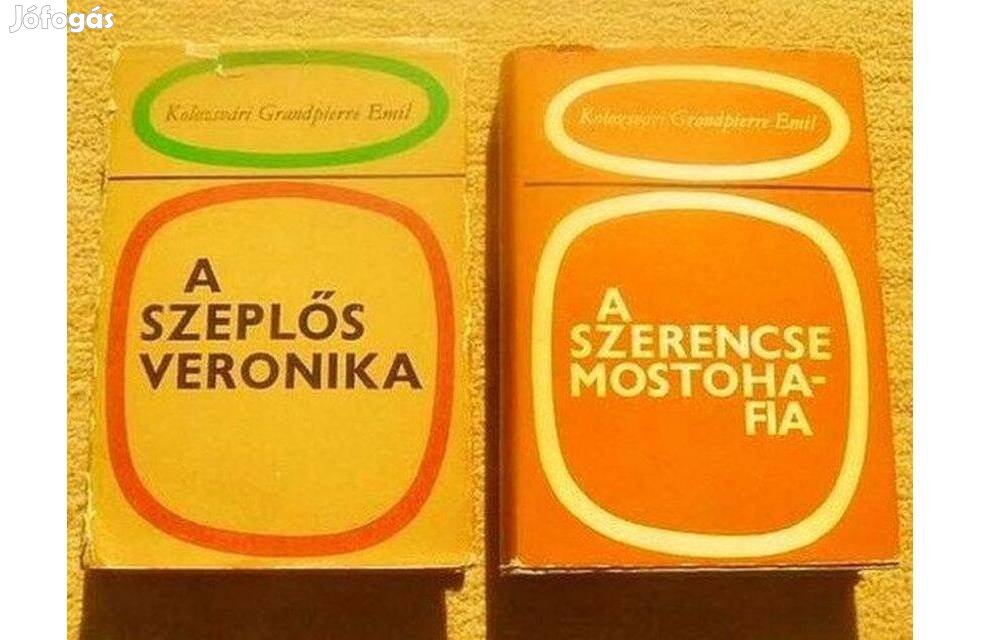 Jófogás
Kolozsvári Grandpierre Emil
A
SZEPLŐS
VERONIKA
Kolozsvári Grandpierre Emil
A
SZERENCSE
MOSTOHA-
FIA